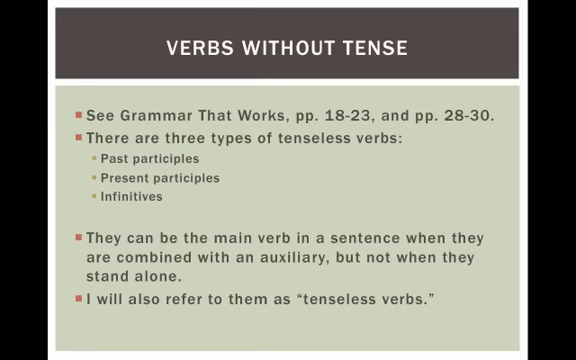 VERBS WITHOUT TENSE
See Grammar That Works, pp. 18-23, and pp. 28-30.
There are three types of tenseless verbs:
Past participles
Present participles
Infinitives
They can be the main verb in a sentence when they
are combined with an auxiliary, but not when they
stand alone.
I will also refer to them as “tenseless verbs.”